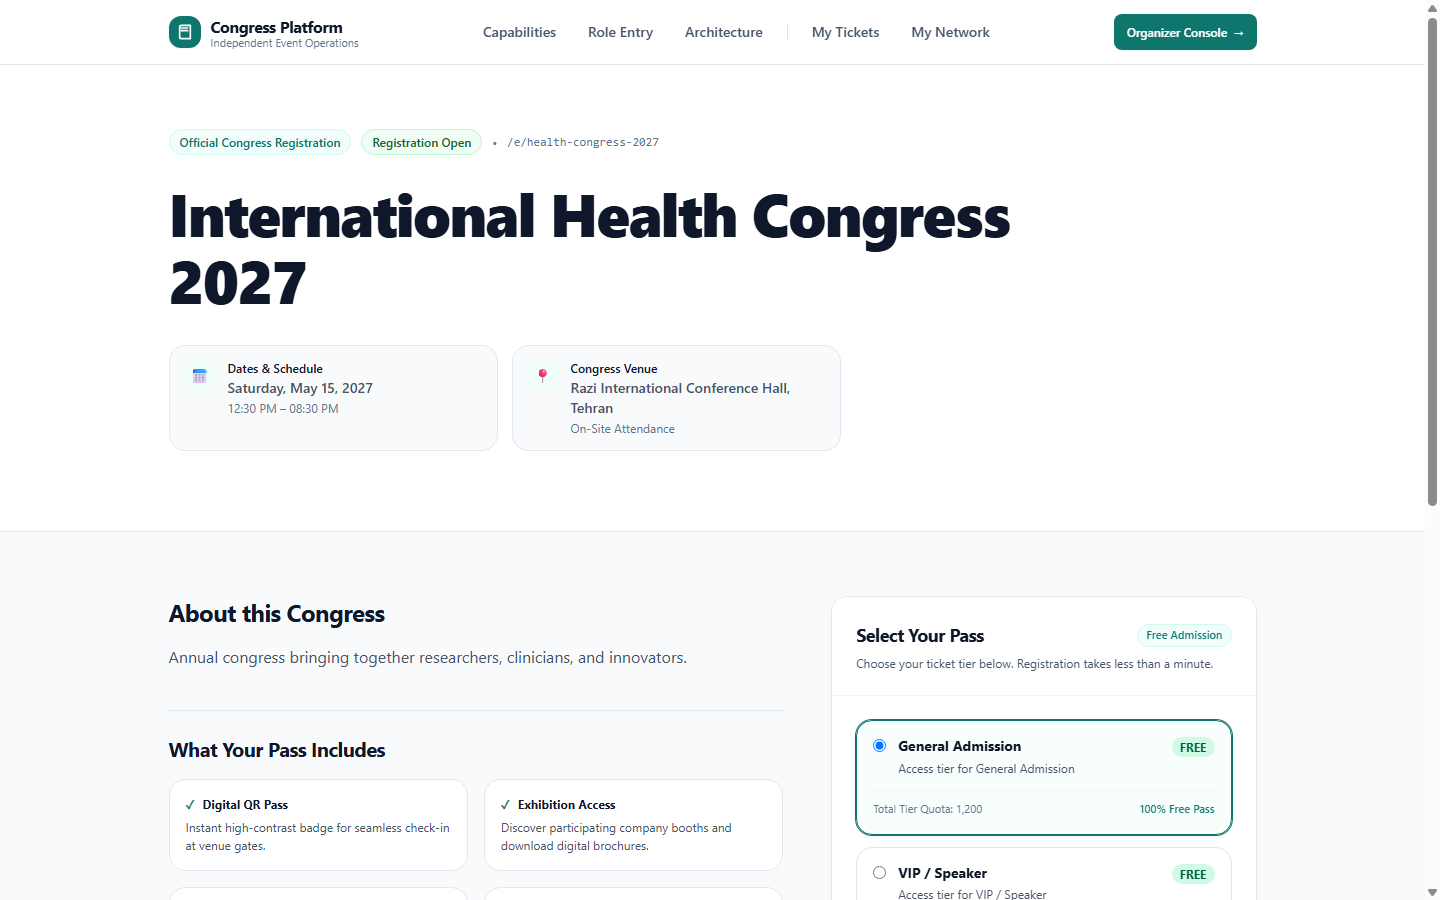 Congress Platform
Independent Event Operations
Capabilities
Role Entry
Architecture
My Tickets
My Network
Organizer Console →
Official Congress Registration
Registration Open
• /e/health-congress-2027
International Health Congress
2027
Dates & Schedule
Saturday, May 15, 2027
12:30 PM – 08:30 PM
Congress Venue
Razi International Conference Hall,
Tehran
On-Site Attendance
About this Congress
Annual congress bringing together researchers, clinicians, and innovators.
What Your Pass Includes
✓ Digital QR Pass
Instant high-contrast badge for seamless check-in
at venue gates.
✓ Exhibition Access
Discover participating company booths and
download digital brochures.
Select Your Pass
Free Admission
Choose your ticket tier below. Registration takes less than a minute.
General Admission
FREE
Access tier for General Admission
Total Tier Quota: 1,200
100% Free Pass
VIP / Speaker
FREE
Access tier for VIP / Speaker